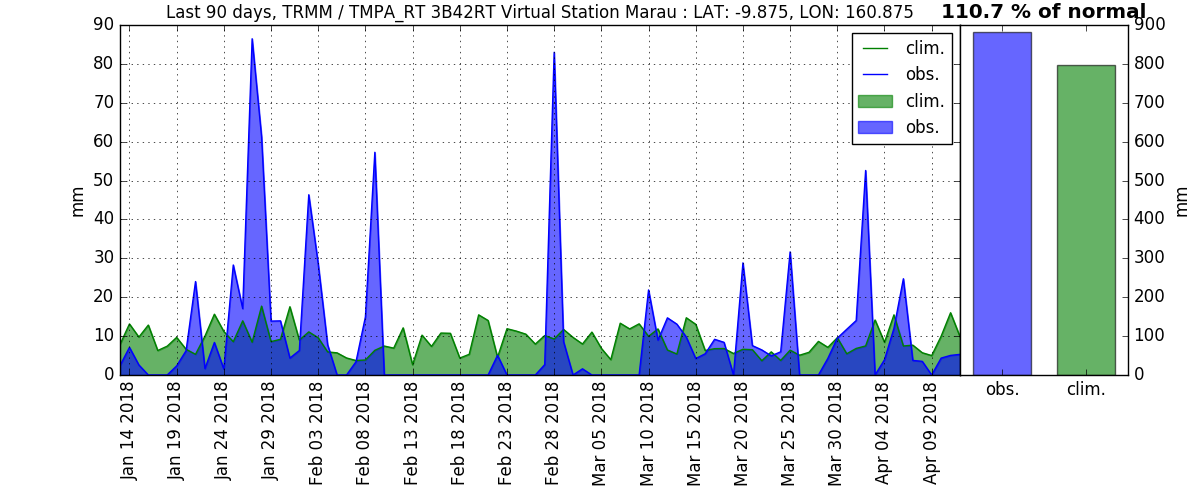 Last 90 days, TRMM / TMPA_RT 3B42RT Virtual Station Marau : LAT: -9.875, LON: 160.875
110.7 % of normal
90
80
70
60
50
40
30
20
10
0
mm
clim.
obs.
clim.
obs.
900
800
700
600
500
400
300
200
100
0
mm
Jan 14 2018
Jan 19 2018
Jan 24 2018
Jan 29 2018
Feb 03 2018
Feb 08 2018
Feb 13 2018
Feb 18 2018
Feb 23 2018
Feb 28 2018
Mar 05 2018
Mar 10 2018
Mar 15 2018
Mar 20 2018
Mar 25 2018
Mar 30 2018
Apr 04 2018
Apr 09 2018
obs.
clim.